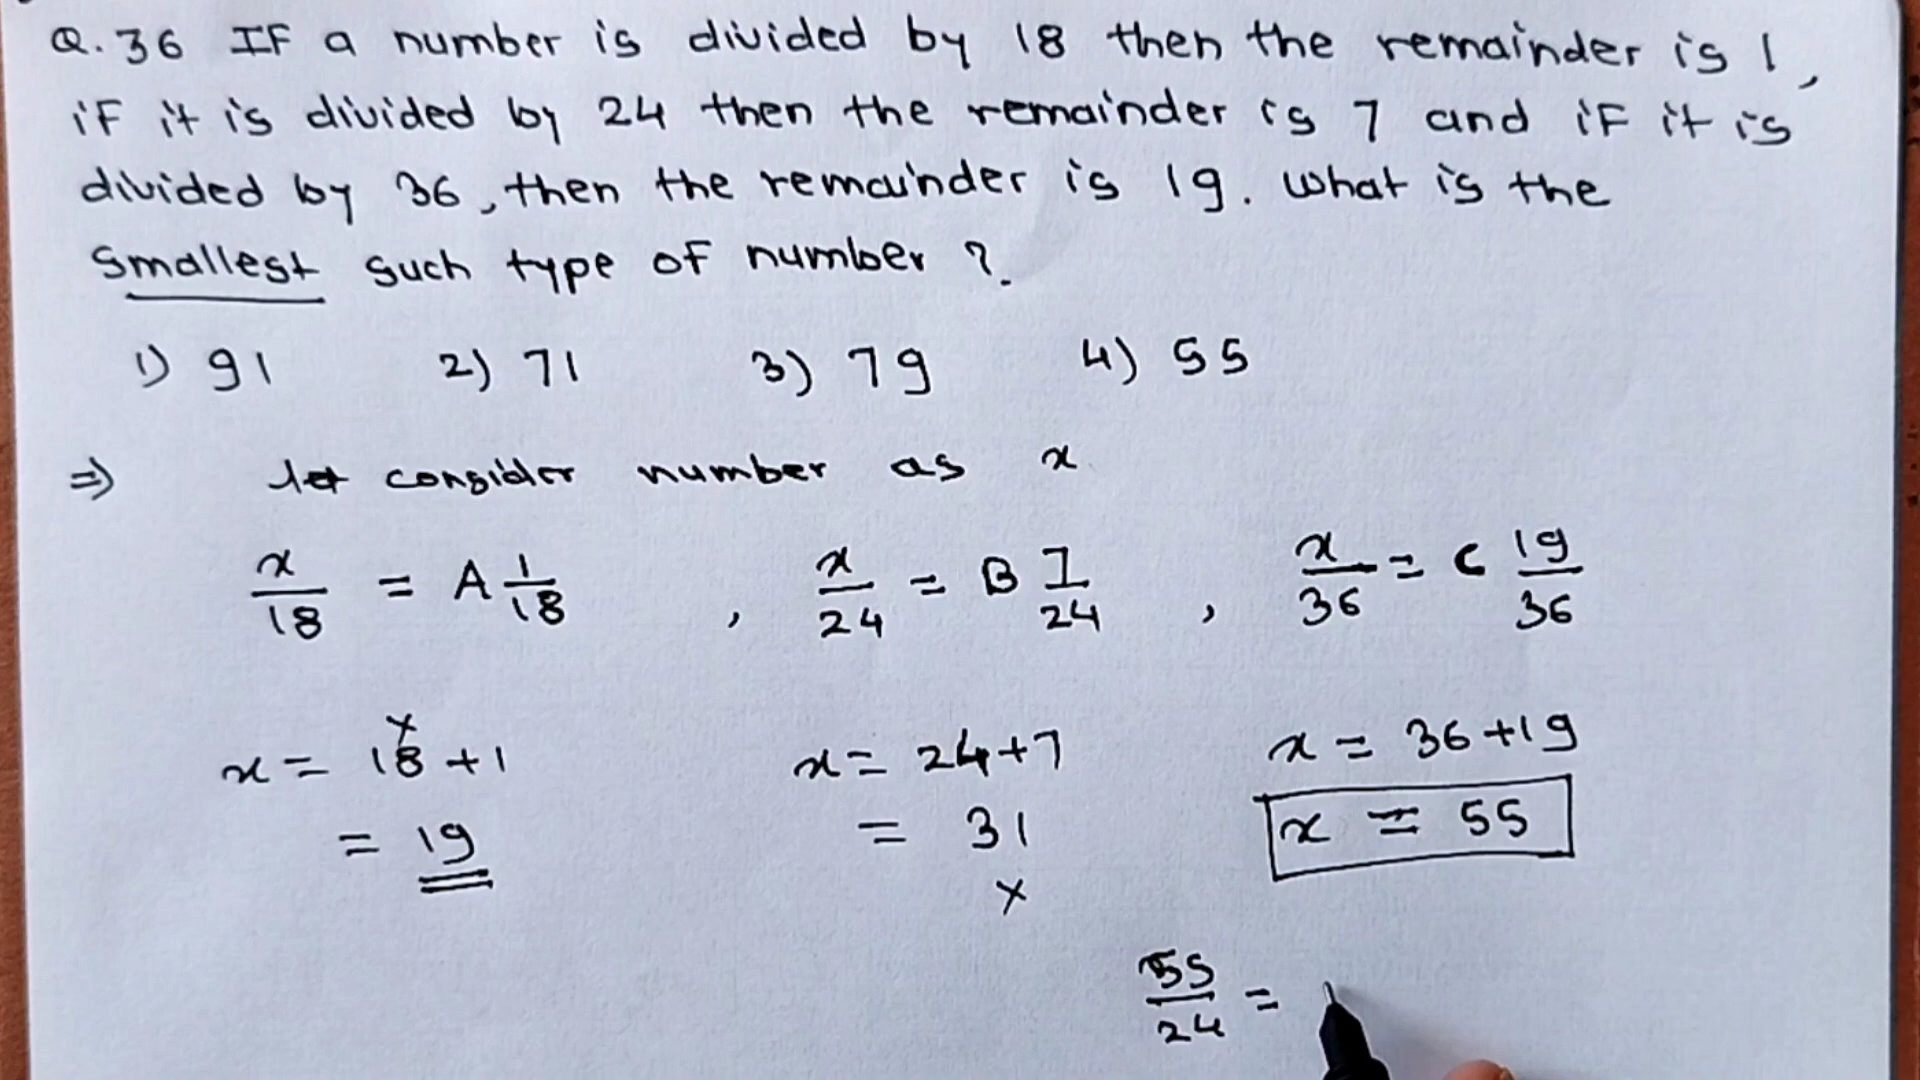 Q.36 IF a number is divided by 18 then the remainder is 1,
iF it is divided by 24 then the remainder is 7 and iF it is
divided by 36, then the remainder is 19. What is the
smallest such type of number ?
1) 91 2) 71 3) 79 4) 55
⇒ let consider number as x
x/18 = A 1/18 , x/24 = B 7/24 , x/36 = C 19/36
x = 18 + 1 x = 24+7 x = 36+19
= 19 = 31 x = 55
x
55/24 =